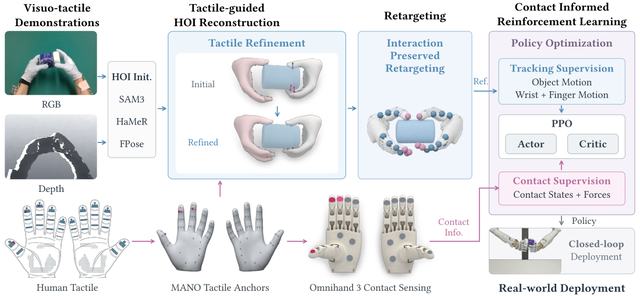 Visuo-tactile
Demonstrations
RGB
Depth
Human Tactile
HOI Init.
SAM3
HaMeR
FPose
Tactile-guided
HOI Reconstruction
Tactile Refinement
Initial
Refined
MANO Tactile Anchors
Retargeting
Interaction
Preserved
Retargeting
Omnihand 3 Contact Sensing
Ref.
Contact
Info.
Contact Informed
Reinforcement Learning
Policy Optimization
Tracking Supervision
Object Motion
Wrist + Finger Motion
PPO
Actor
Critic
Contact Supervision
Contact States + Forces
Policy
Closed-loop
Deployment
Real-world Deployment